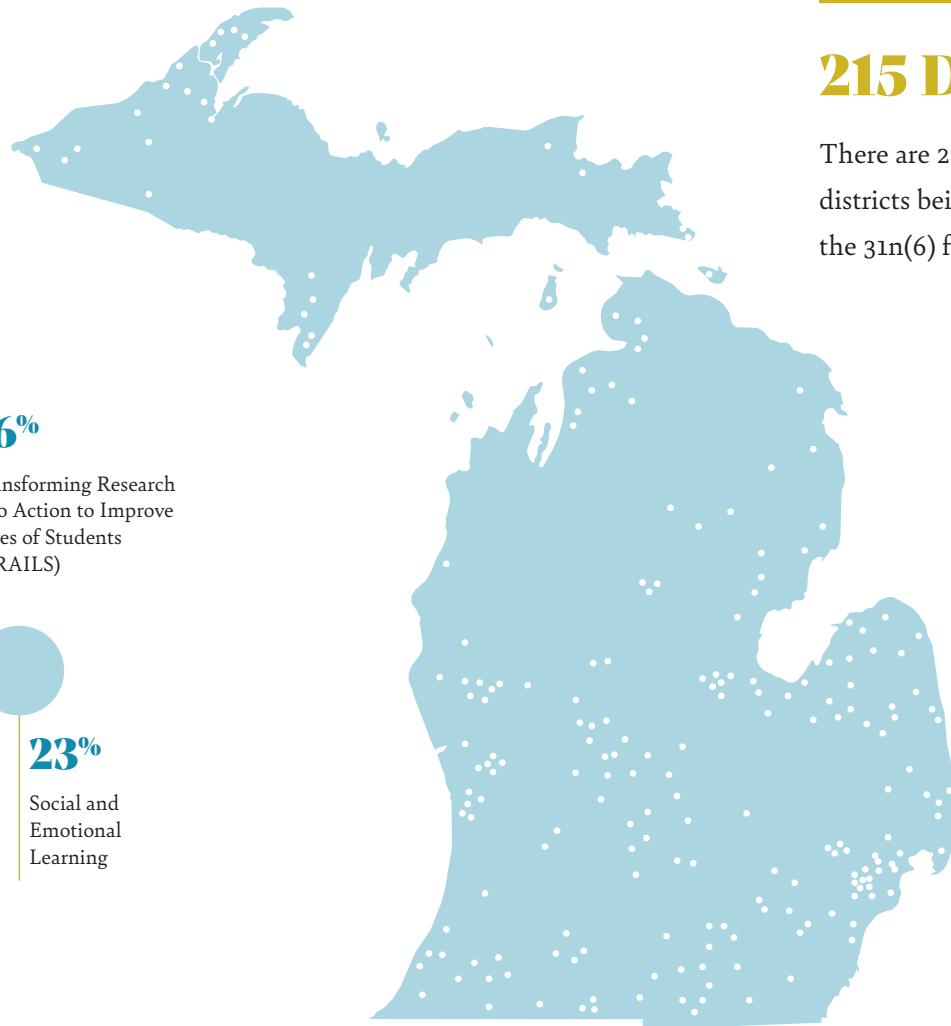 215 D
There are 2
districts bei
the 31n(6) f
6%
nsforming Research
o Action to Improve
es of Students
RAILS)
23%
Social and
Emotional
Learning